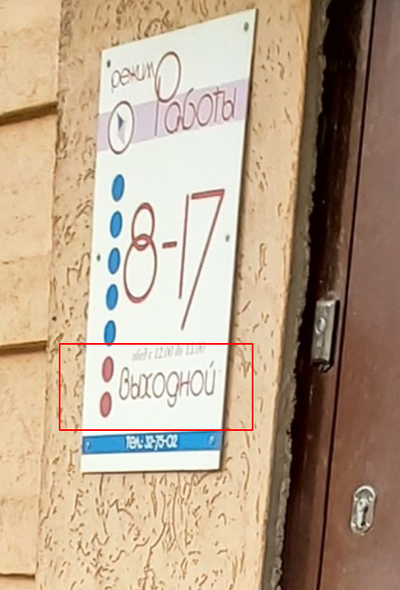 режим
Работы
8-17
обед с 12.00 до 13.00
Выходной
тел.: 32-75-02